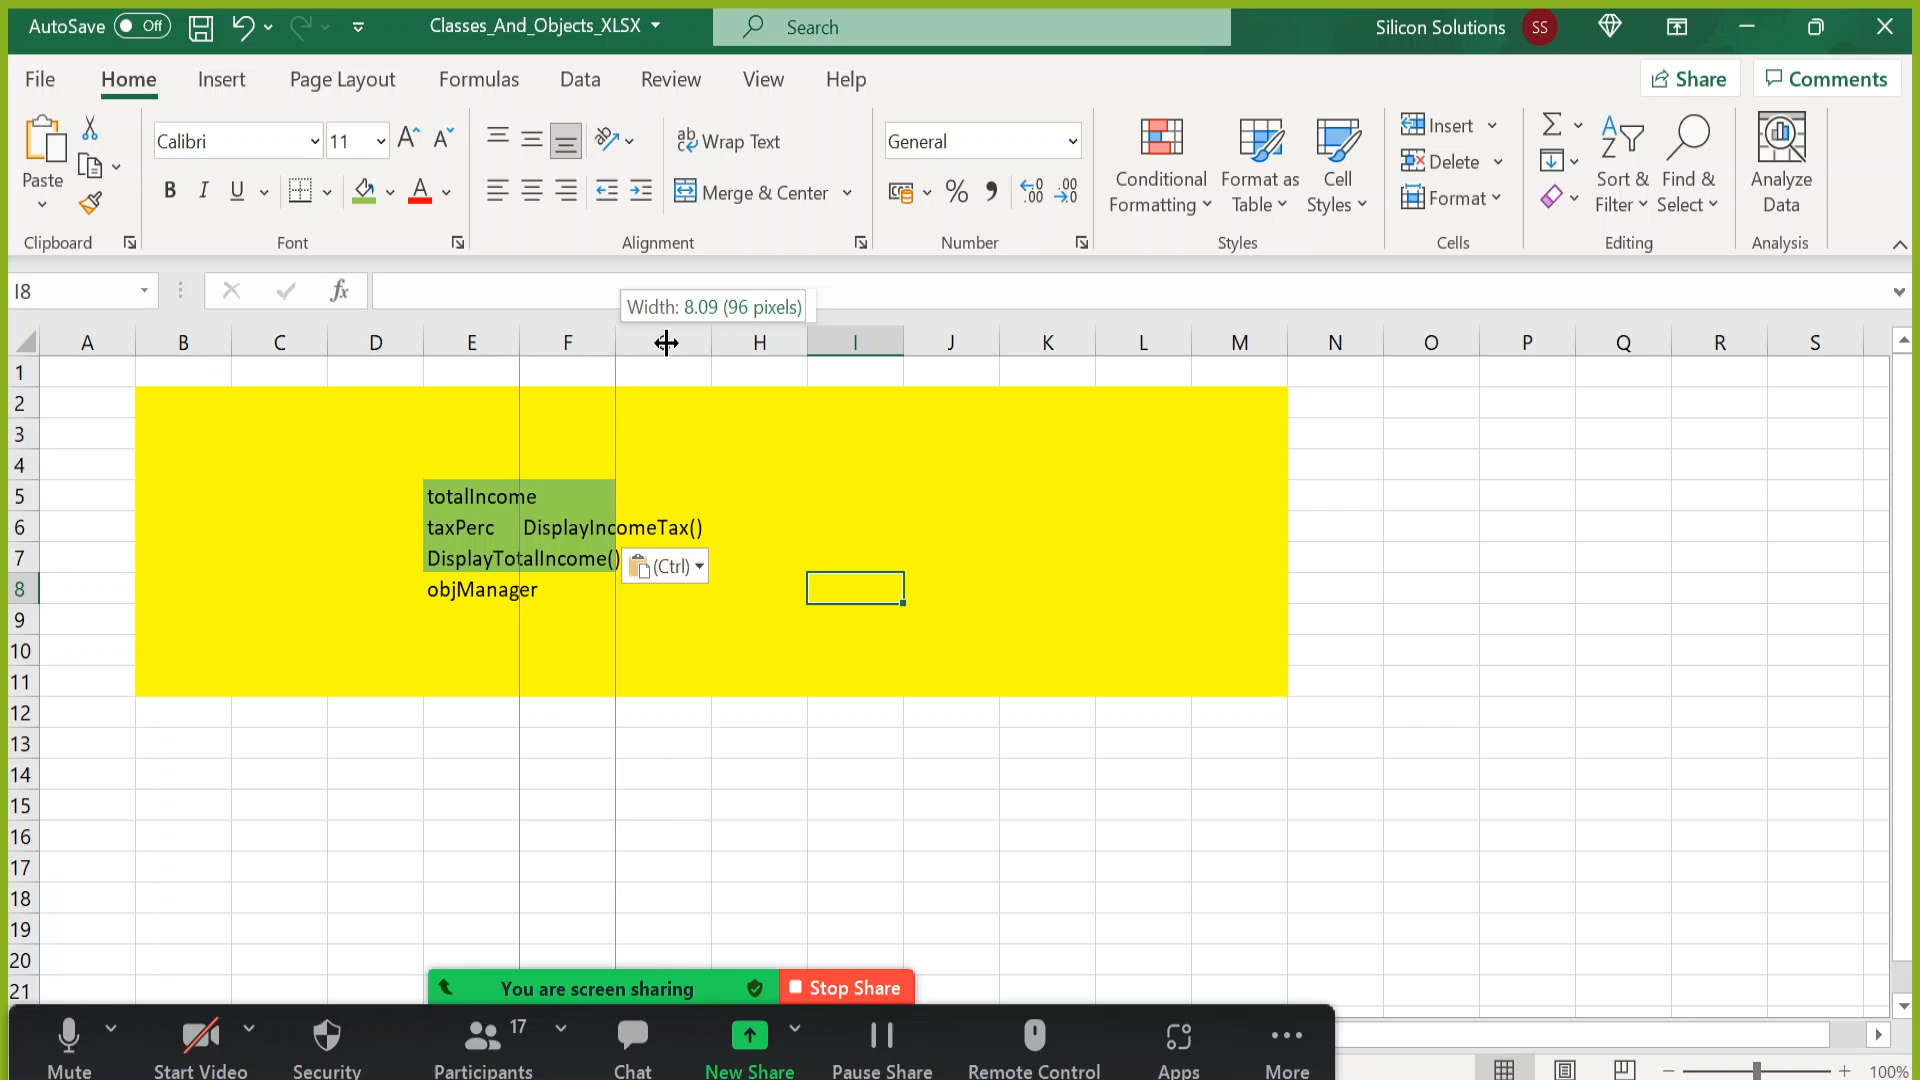 AutoSave Off Classes_And_Objects_XLSX Search Silicon Solutions SS
File Home Insert Page Layout Formulas Data Review View Help Share Comments
Paste
Clipboard
Calibri 11
B I U A
Font
Wrap Text
Merge & Center
Alignment
General
Number
Conditional Formatting
Format as Table
Cell Styles
Styles
Insert
Delete
Format
Cells
Sort & Filter
Find & Select
Editing
Analyze Data
Analysis
I8 fx
Width: 8.09 (96 pixels)
A B C D E F H I J K L M N O P Q R S
1
2
3
4
5 totalIncome
6 taxPerc DisplayIncomeTax()
7 DisplayTotalIncome() (Ctrl)
8 objManager
9
10
11
12
13
14
15
16
17
18
19
20
21
You are screen sharing Stop Share
Mute Start Video Security Participants 17 Chat New Share Pause Share Remote Control Apps More
100%